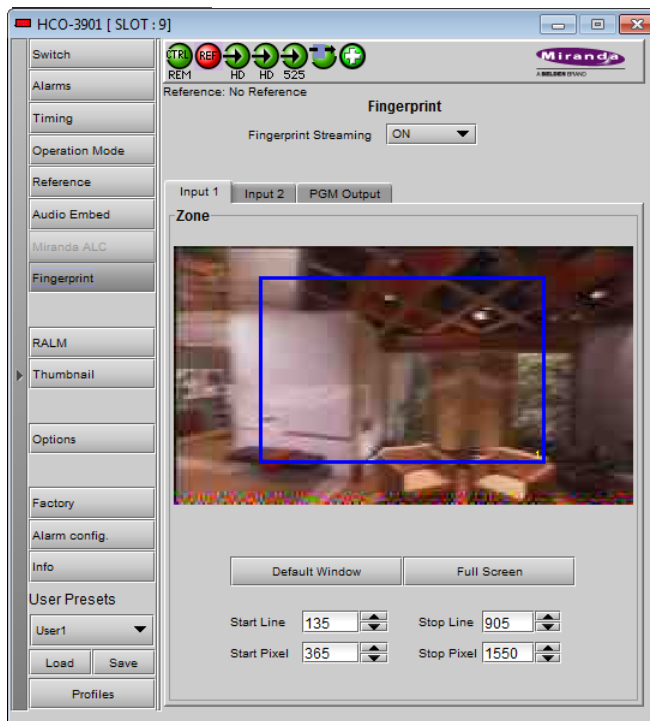 HCO-3901 [ SLOT : 9]
Switch
Alarms
Timing
Operation Mode
Reference
Audio Embed
Miranda ALC
Fingerprint
RALM
Thumbnail
Options
Factory
Alarm config.
Info
User Presets
User1
Load Save
Profiles
CTRL REF
REM HD HD 525
Miranda
A BELDEN BRAND
Reference: No Reference
Fingerprint
Fingerprint Streaming ON
Input 1 Input 2 PGM Output
Zone
Default Window Full Screen
Start Line 135 Stop Line 905
Start Pixel 365 Stop Pixel 1550